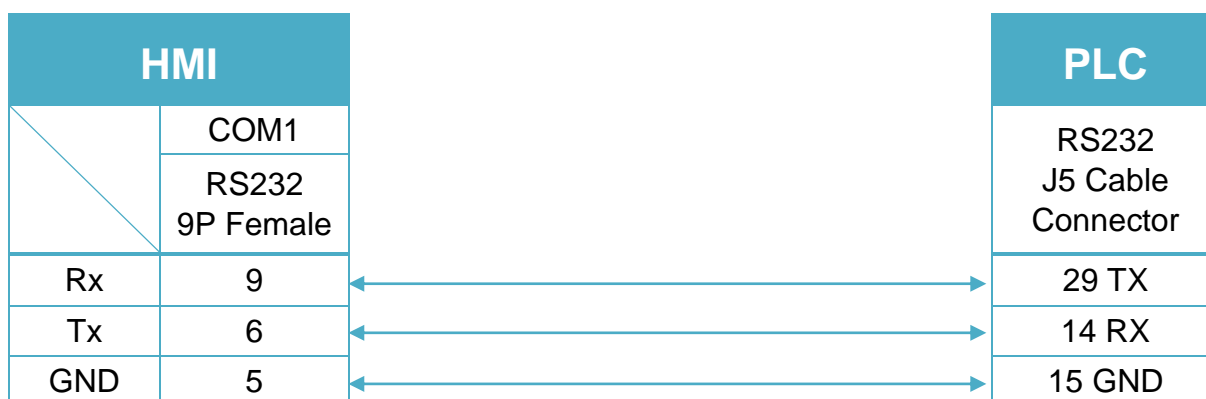 HMI
PLC
COM1
RS232
9P Female
RS232
J5 Cable
Connector
Rx 9 29 TX
Tx 6 14 RX
GND 5 15 GND